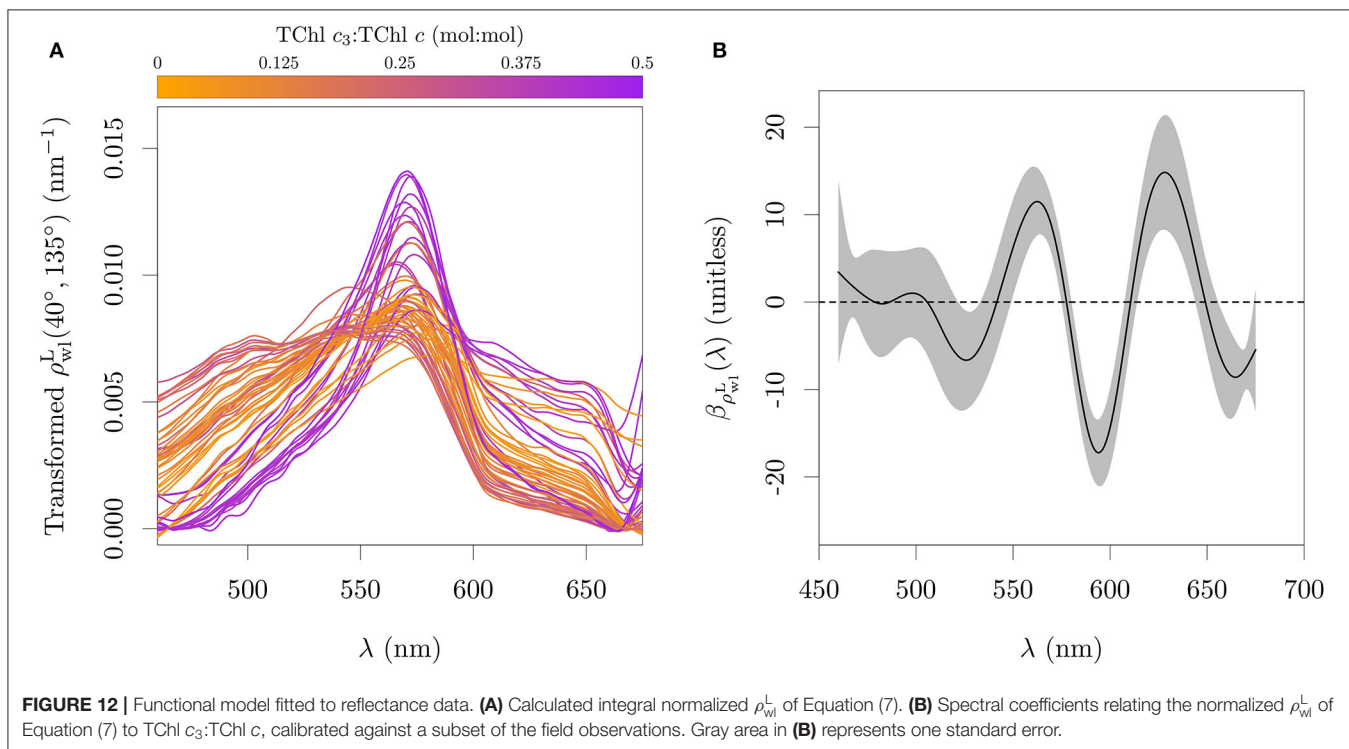 A
TChl c₃:TChl c (mol:mol)
0 0.125 0.25 0.375 0.5
Transformed ρᴸwl(40°, 135°) (nm⁻¹)
0.015
0.010
0.005
0.000
500 550 600 650
λ (nm)
B
βρᴸwl(λ) (unitless)
20
10
0
-10
-20
450 500 550 600 650 700
λ (nm)
FIGURE 12 | Functional model fitted to reflectance data. (A) Calculated integral normalized ρᴸwl of Equation (7). (B) Spectral coefficients relating the normalized ρᴸwl of
Equation (7) to TChl c₃:TChl c, calibrated against a subset of the field observations. Gray area in (B) represents one standard error.